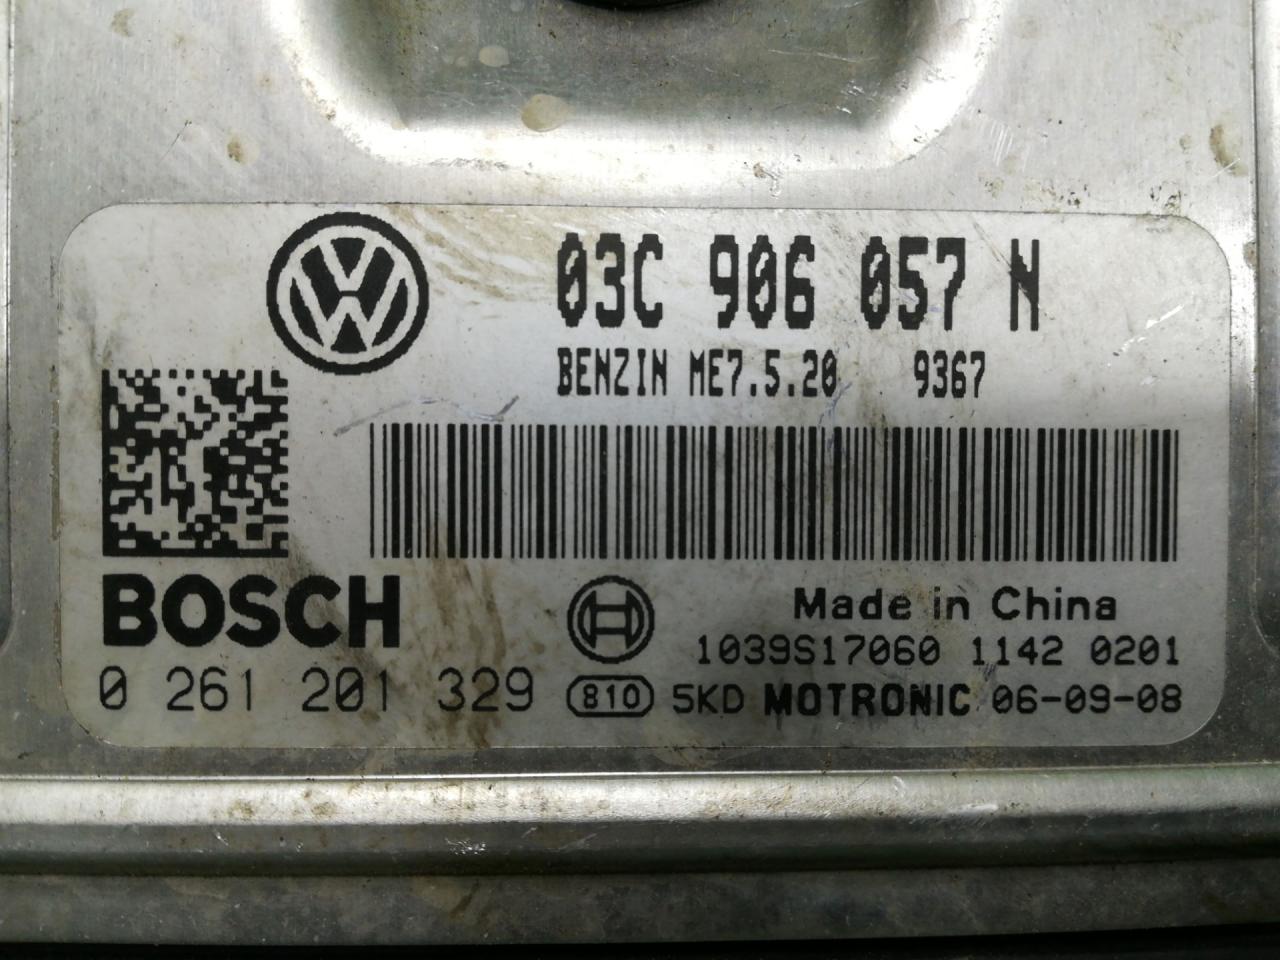 03C 906 057 N
BENZIN ME7.5.20 9367
BOSCH
Made in China
1039S17060 1142 0201
0 261 201 329
810 5KD MOTRONIC 06-09-08